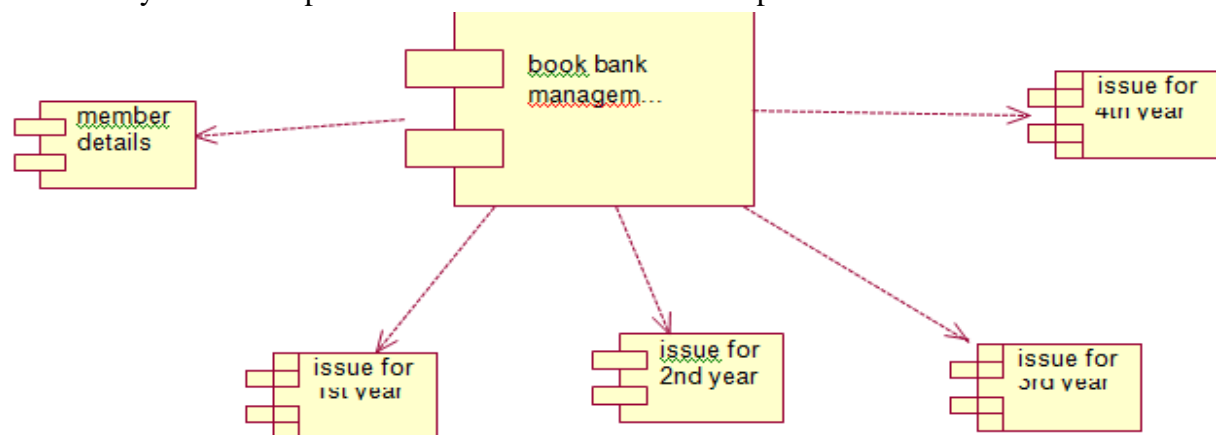 book bank
managem...
member
details
issue for
4th year
issue for
1st year
issue for
2nd year
issue for
3rd year